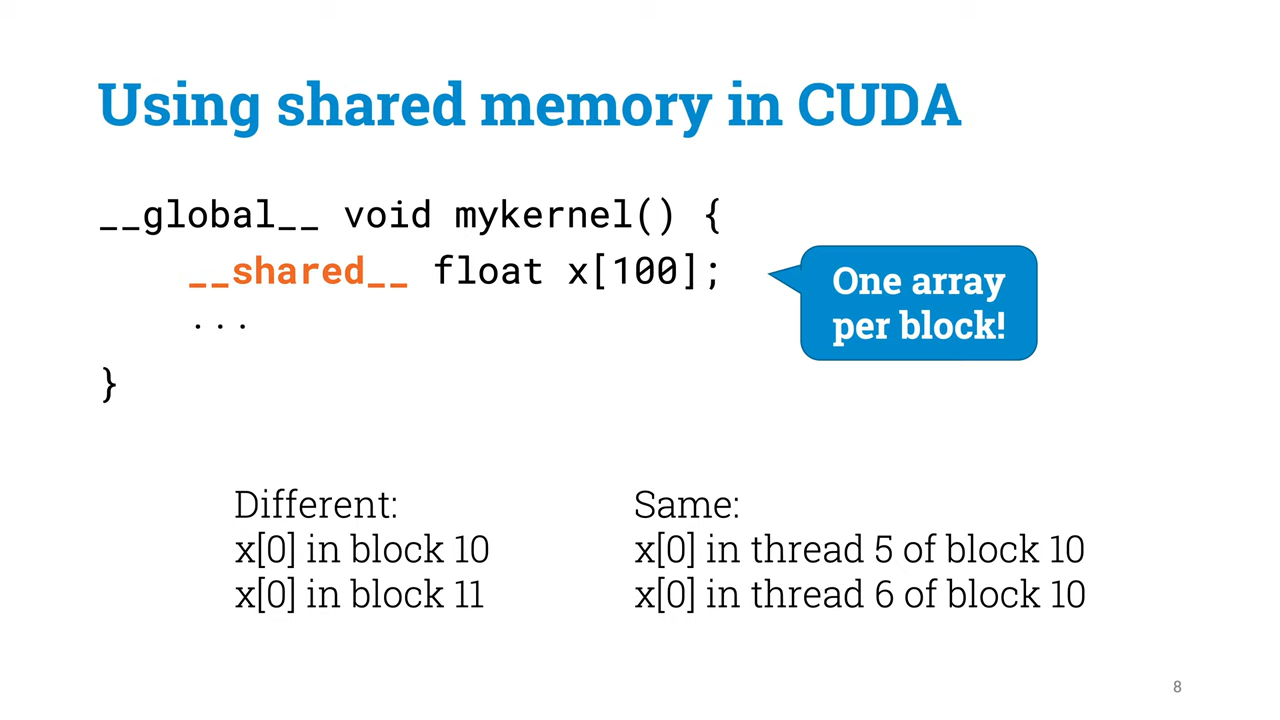 Using shared memory in CUDA
__global__ void mykernel() {
__shared__ float x[100];
...
}
One array
per block!
Different:
x[0] in block 10
x[0] in block 11
Same:
x[0] in thread 5 of block 10
x[0] in thread 6 of block 10
8